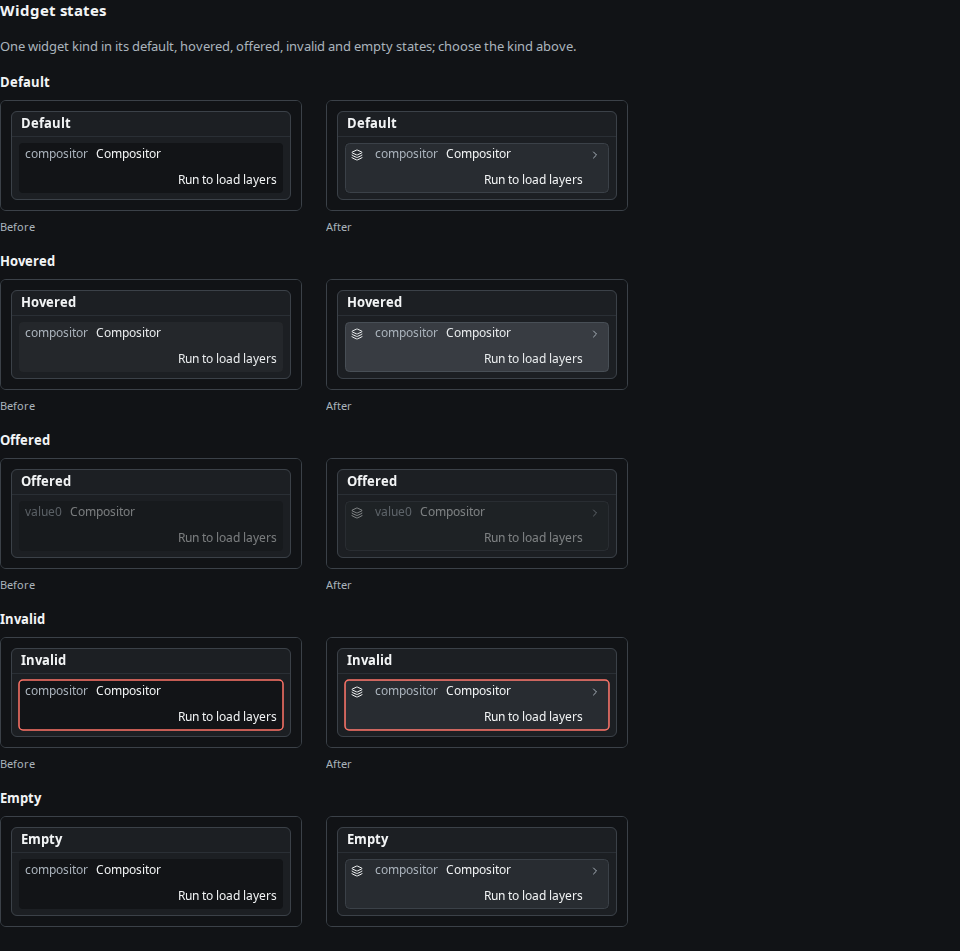 Widget states
One widget kind in its default, hovered, offered, invalid and empty states; choose the kind above.
Default
Default
compositor Compositor
Run to load layers
Before
Default
compositor Compositor
Run to load layers
After
Hovered
Hovered
compositor Compositor
Run to load layers
Before
Hovered
compositor Compositor
Run to load layers
After
Offered
Offered
value0 Compositor
Run to load layers
Before
Offered
value0 Compositor
Run to load layers
After
Invalid
Invalid
compositor Compositor
Run to load layers
Before
Invalid
compositor Compositor
Run to load layers
After
Empty
Empty
compositor Compositor
Run to load layers
Empty
compositor Compositor
Run to load layers